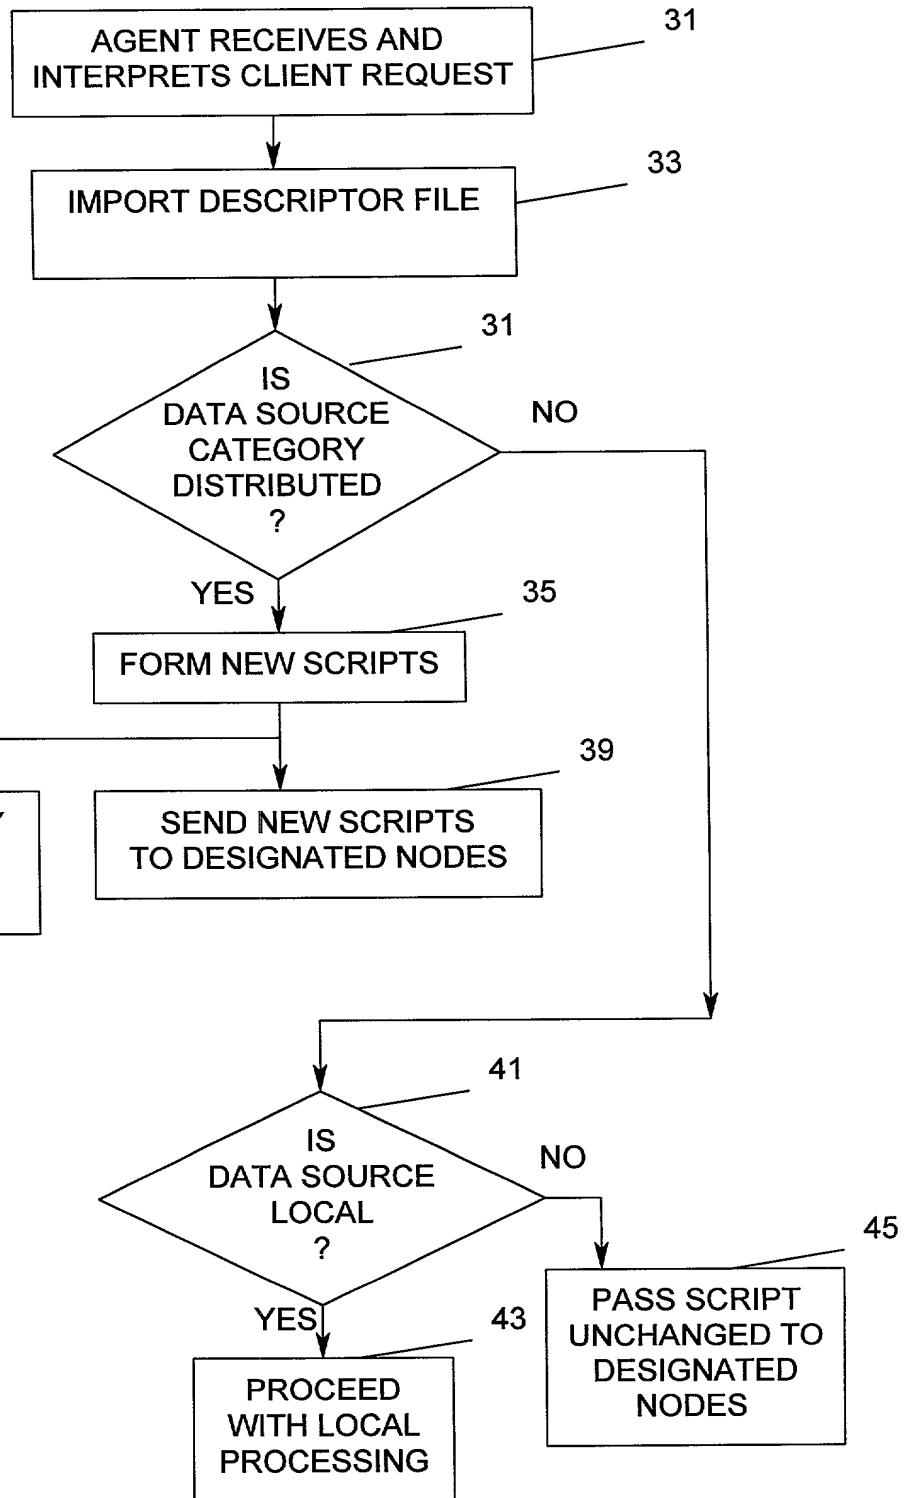 31
AGENT RECEIVES AND
INTERPRETS CLIENT REQUEST
33
IMPORT DESCRIPTOR FILE
31
IS
DATA SOURCE
CATEGORY
DISTRIBUTED
?
NO
YES
35
FORM NEW SCRIPTS
39
SEND NEW SCRIPTS
TO DESIGNATED NODES
41
IS
DATA SOURCE
LOCAL
?
NO
YES
45
PASS SCRIPT
UNCHANGED TO
DESIGNATED
NODES
43
PROCEED
WITH LOCAL
PROCESSING